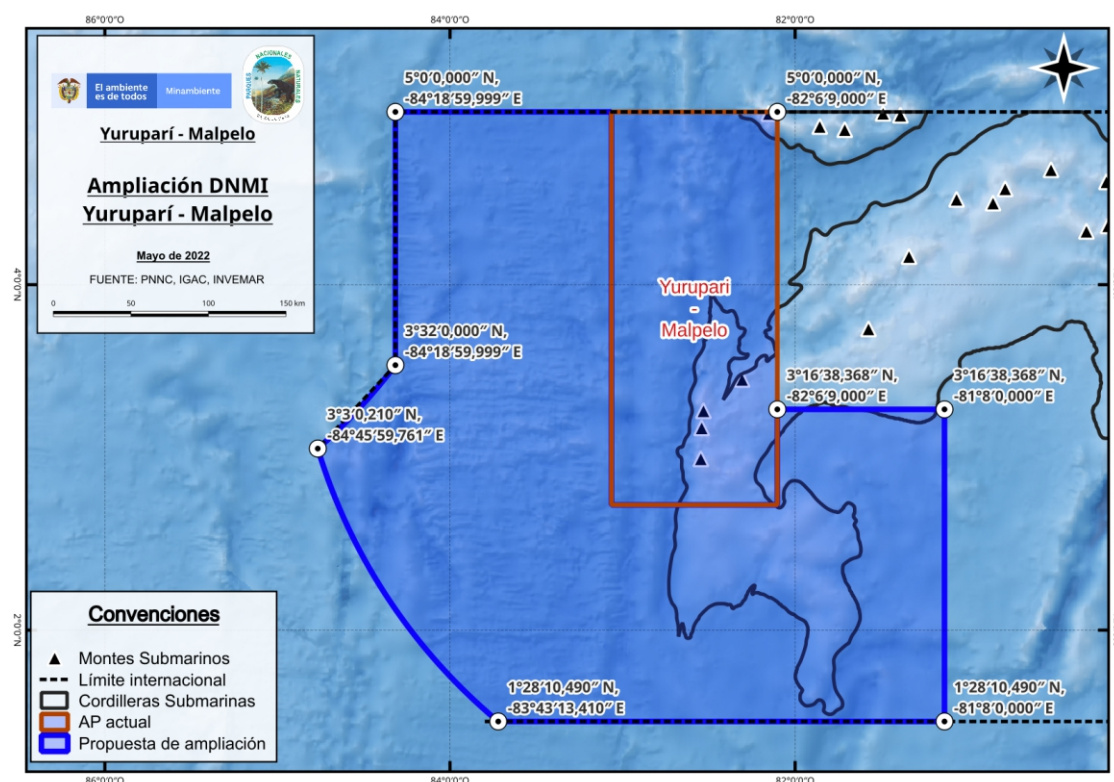 86°0'0"O
84°0'0"O
82°0'0"O
El ambiente
es de todos
Minambiente
PARQUES NACIONALES NATURALES
Yuruparí - Malpelo
Ampliación DNMI
Yuruparí - Malpelo
Mayo de 2022
FUENTE: PNNC, IGAC, INVEMAR
0 50 100 150 km
5°0′0,000″ N,
-84°18′59,999″ E
5°0′0,000″ N,
-82°6′9,000″ E
4°0'0"N
Yurupari
-
Malpelo
3°32′0,000″ N,
-84°18′59,999″ E
3°16′38,368″ N,
-82°6′9,000″ E
3°16′38,368″ N,
-81°8′0,000″ E
3°3′0,210″ N,
-84°45′59,761″ E
2°0'0"N
1°28′10,490″ N,
-83°43′13,410″ E
1°28′10,490″ N,
-81°8′0,000″ E
Convenciones
Montes Submarinos
Límite internacional
Cordilleras Submarinas
AP actual
Propuesta de ampliación
86°0'0"O
84°0'0"O
82°0'0"O